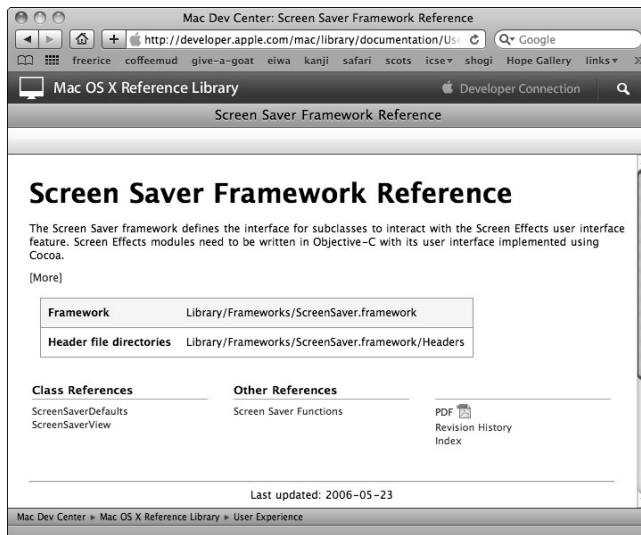 Mac Dev Center: Screen Saver Framework Reference
http://developer.apple.com/mac/library/documentation/Us
Google
freerice coffeemud give-a-goat eiwa kanji safari scots icse shogi Hope Gallery links
Mac OS X Reference Library
Developer Connection
Screen Saver Framework Reference
Screen Saver Framework Reference
The Screen Saver framework defines the interface for subclasses to interact with the Screen Effects user interface
feature. Screen Effects modules need to be written in Objective-C with its user interface implemented using
Cocoa.
[More]
Framework Library/Frameworks/ScreenSaver.framework
Header file directories Library/Frameworks/ScreenSaver.framework/Headers
Class References
ScreenSaverDefaults
ScreenSaverView
Other References
Screen Saver Functions
PDF
Revision History
Index
Last updated: 2006-05-23
Mac Dev Center ▸ Mac OS X Reference Library ▸ User Experience